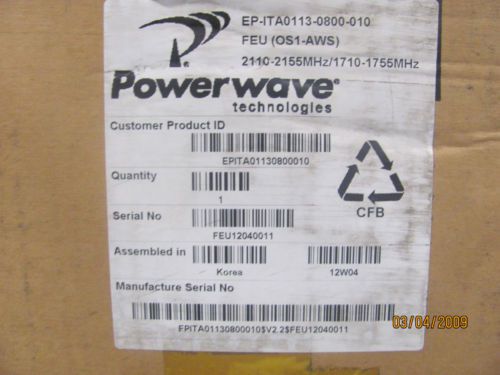 EP-ITA0113-0800-010
FEU (OS1-AWS)
2110-2155MHz/1710-1755MHz
Powerwave
technologies
Customer Product ID
EPITA01130800010
Quantity
1
Serial No
FEU12040011
CFB
Assembled in
Korea
12W04
Manufacture Serial No
EPITA01130800010$V2.2$FEU12040011
03/04/2009